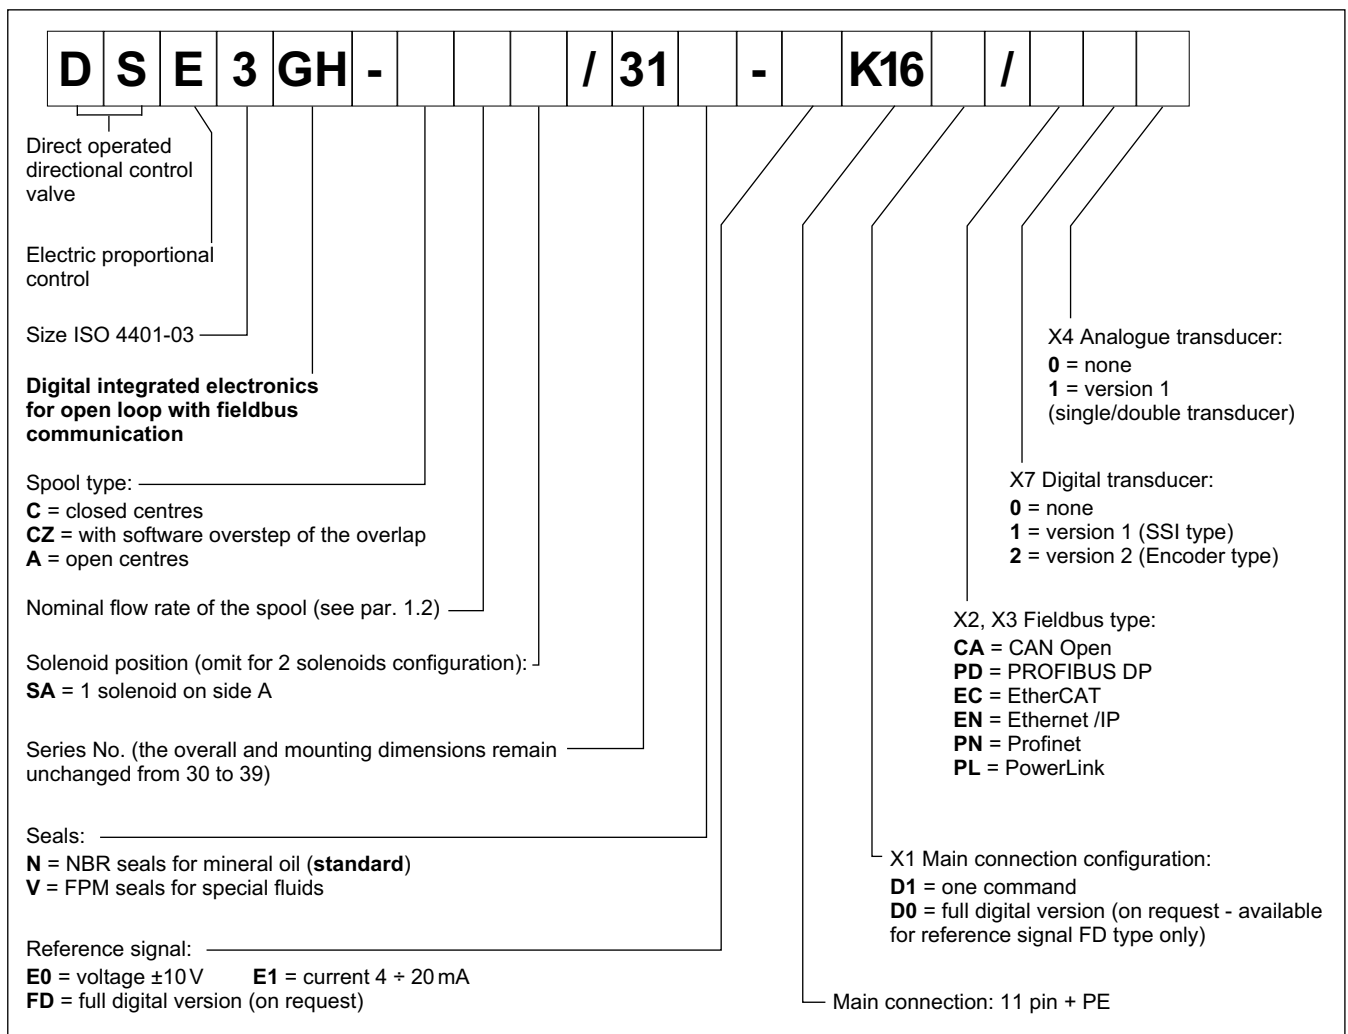 D S E 3 GH - / 31 - K16 /
Direct operated
directional control
valve
Electric proportional
control
Size ISO 4401-03
Digital integrated electronics
for open loop with fieldbus
communication
Spool type:
C = closed centres
CZ = with software overstep of the overlap
A = open centres
Nominal flow rate of the spool (see par. 1.2)
Solenoid position (omit for 2 solenoids configuration):
SA = 1 solenoid on side A
Series No. (the overall and mounting dimensions remain
unchanged from 30 to 39)
Seals:
N = NBR seals for mineral oil (standard)
V = FPM seals for special fluids
Reference signal:
E0 = voltage ±10 V E1 = current 4 ÷ 20 mA
FD = full digital version (on request)
X4 Analogue transducer:
0 = none
1 = version 1
(single/double transducer)
X7 Digital transducer:
0 = none
1 = version 1 (SSI type)
2 = version 2 (Encoder type)
X2, X3 Fieldbus type:
CA = CAN Open
PD = PROFIBUS DP
EC = EtherCAT
EN = Ethernet /IP
PN = Profinet
PL = PowerLink
X1 Main connection configuration:
D1 = one command
D0 = full digital version (on request - available
for reference signal FD type only)
Main connection: 11 pin + PE